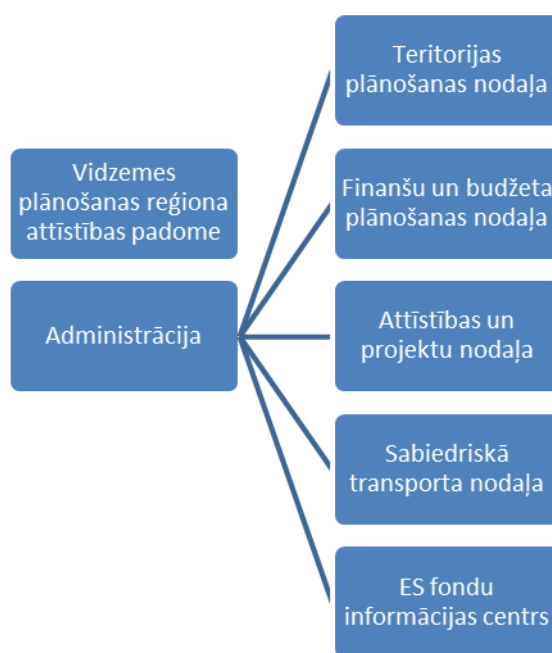 Vidzemes
plānošanas reģiona
attīstības padome
Administrācija
Teritorijas
plānošanas nodaļa
Finanšu un budžeta
plānošanas nodaļa
Attīstības un
projektu nodaļa
Sabiedriskā
transporta nodaļa
ES fondu
informācijas centrs